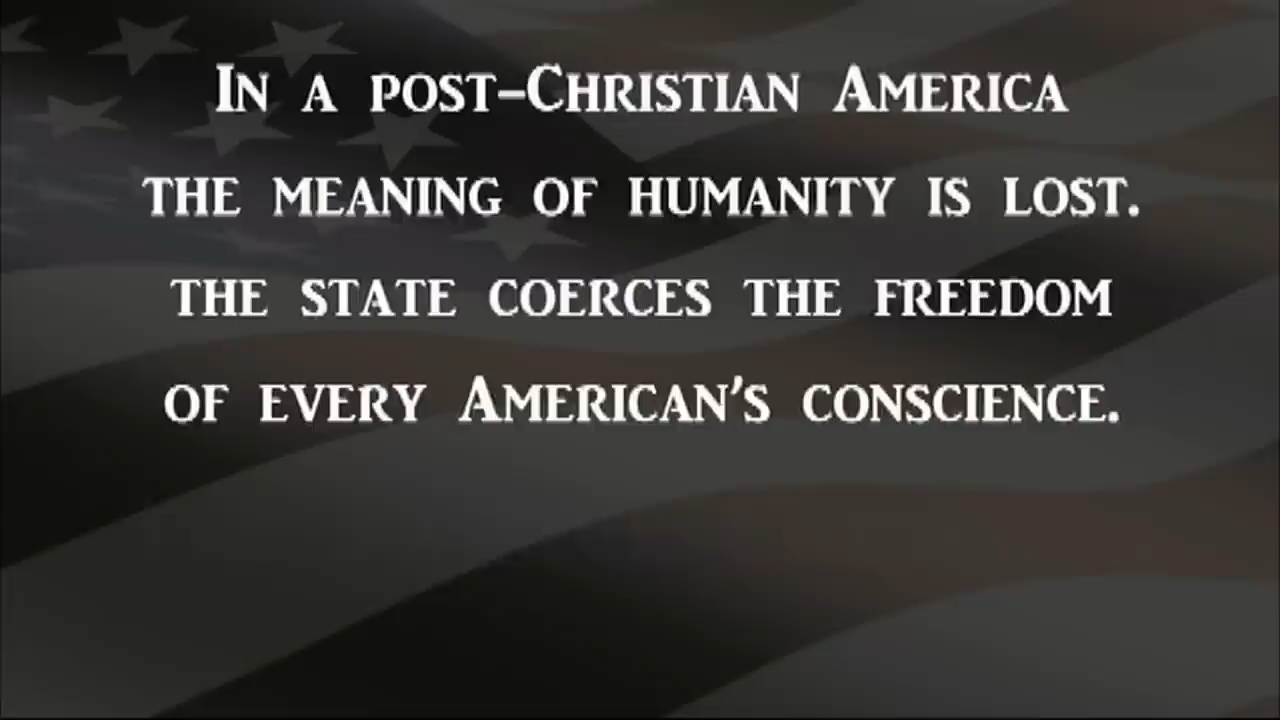 In a post-Christian America
the meaning of humanity is lost.
the state coerces the freedom
of every American's conscience.